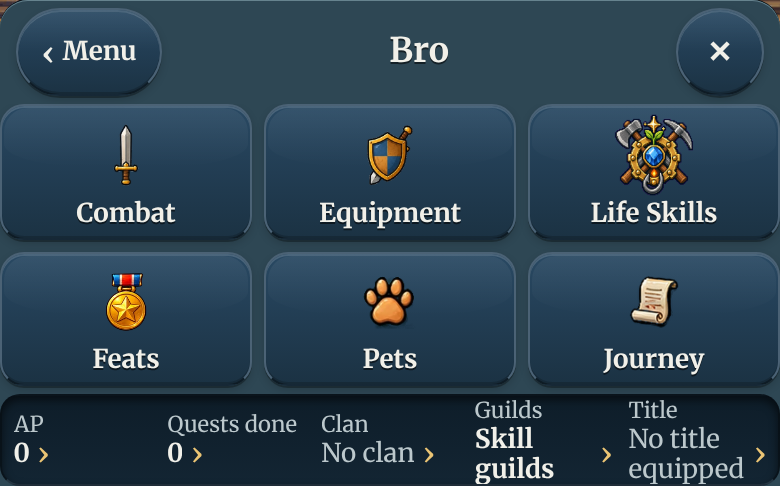 ‹ Menu
Bro
×
Combat
Equipment
Life Skills
Feats
Pets
Journey
AP
0 ›
Quests done
0 ›
Clan
No clan ›
Guilds
Skill
guilds ›
Title
No title
equipped ›